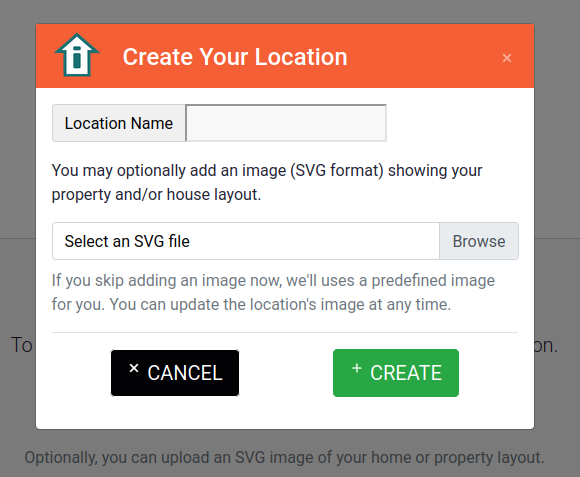 Create Your Location ×
Location Name
You may optionally add an image (SVG format) showing your
property and/or house layout.
Select an SVG file Browse
If you skip adding an image now, we'll uses a predefined image
for you. You can update the location's image at any time.
To on.
× CANCEL + CREATE
Optionally, you can upload an SVG image of your home or property layout.